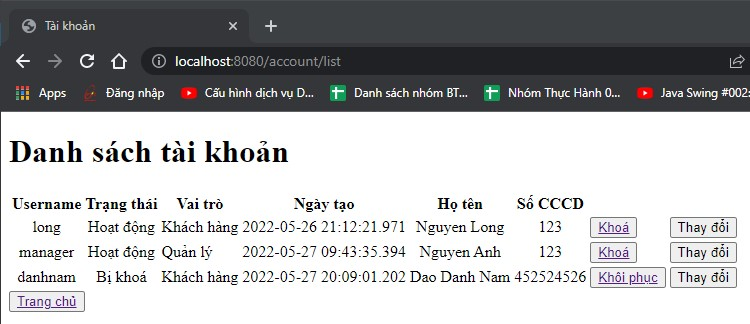 Tài khoản
localhost:8080/account/list
Apps Đăng nhập Cấu hình dịch vụ D... Danh sách nhóm BT... Nhóm Thực Hành 0... Java Swing #002:
Danh sách tài khoản
Username Trạng thái Vai trò Ngày tạo Họ tên Số CCCD
long Hoạt động Khách hàng 2022-05-26 21:12:21.971 Nguyen Long 123 Khoá Thay đổi
manager Hoạt động Quản lý 2022-05-27 09:43:35.394 Nguyen Anh 123 Khoá Thay đổi
danhnam Bị khoá Khách hàng 2022-05-27 20:09:01.202 Dao Danh Nam 452524526 Khôi phục Thay đổi
Trang chủ